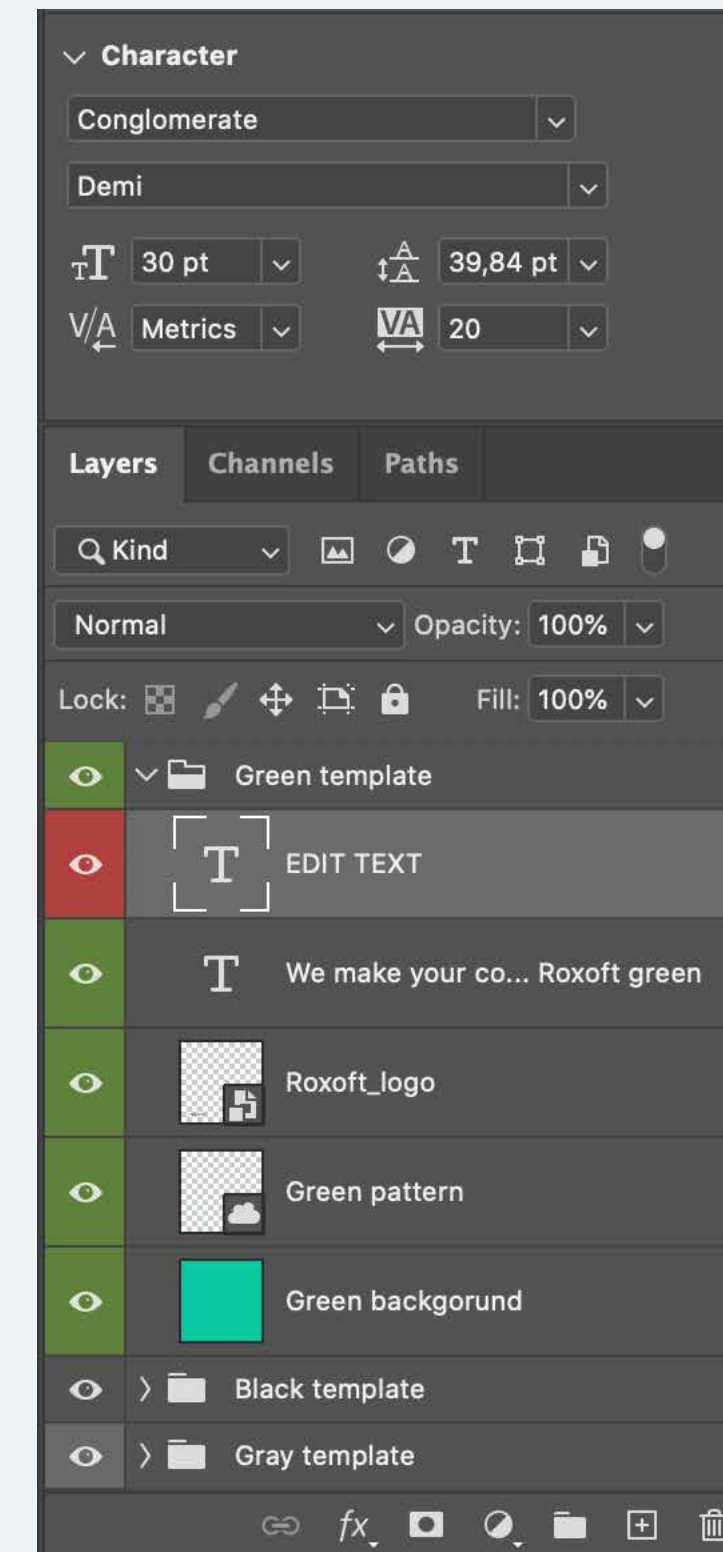 Character
Conglomerate
Demi
30 pt 39,84 pt
Metrics 20
Layers Channels Paths
Kind
Normal Opacity: 100%
Lock: Fill: 100%
Green template
EDIT TEXT
We make your co... Roxoft green
Roxoft_logo
Green pattern
Green backgorund
Black template
Gray template
fx